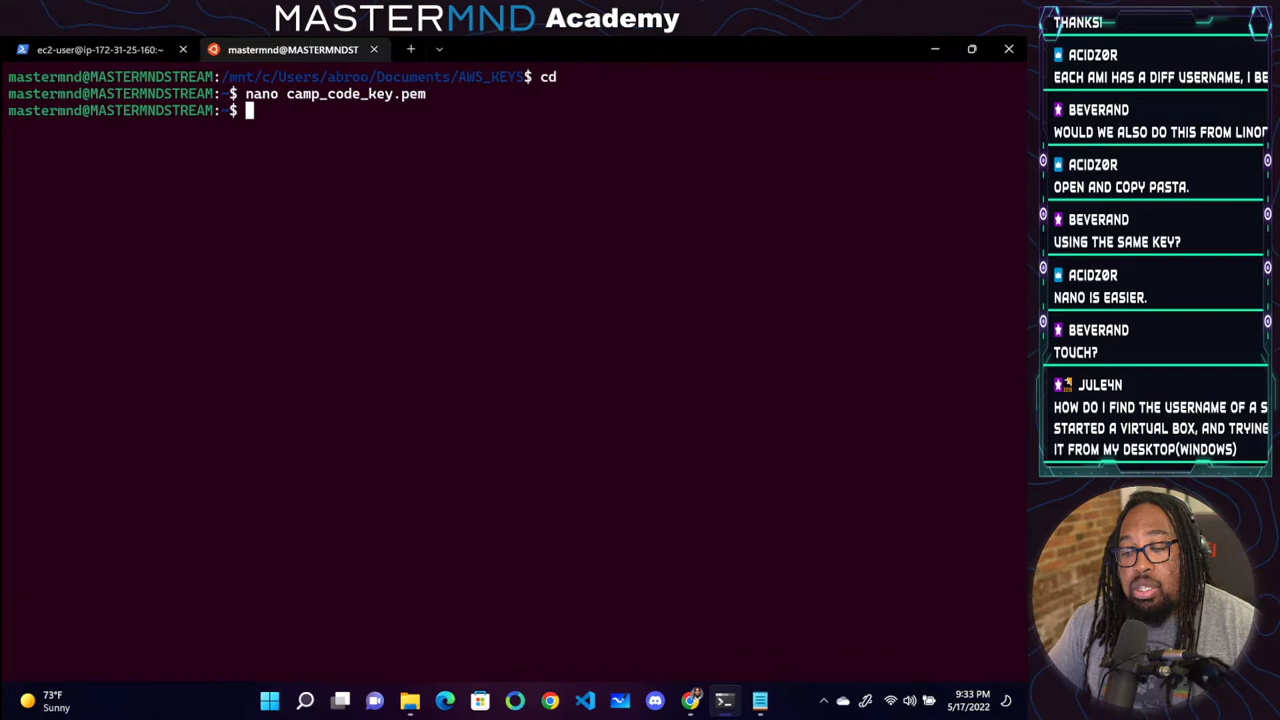 MASTERMND Academy
ec2-user@ip-172-31-25-160:~
mastermnd@MASTERMNDSTREAM
mastermnd@MASTERMNDSTREAM:/mnt/c/Users/abroo/Documents/AWS_KEYS$ cd
mastermnd@MASTERMNDSTREAM:~$ nano camp_code_key.pem
mastermnd@MASTERMNDSTREAM:~$
THANKS!
ACIDZ0R
EACH AMI HAS A DIFF USERNAME, I BE
BEVERAND
WOULD WE ALSO DO THIS FROM LINOD
ACIDZ0R
OPEN AND COPY PASTA.
BEVERAND
USING THE SAME KEY?
ACIDZ0R
NANO IS EASIER.
BEVERAND
TOUCH?
JULE4N
HOW DO I FIND THE USERNAME OF A S
STARTED A VIRTUAL BOX, AND TRYING
IT FROM MY DESKTOP(WINDOWS)
73°F
Sunny
9:33 PM
5/17/2022